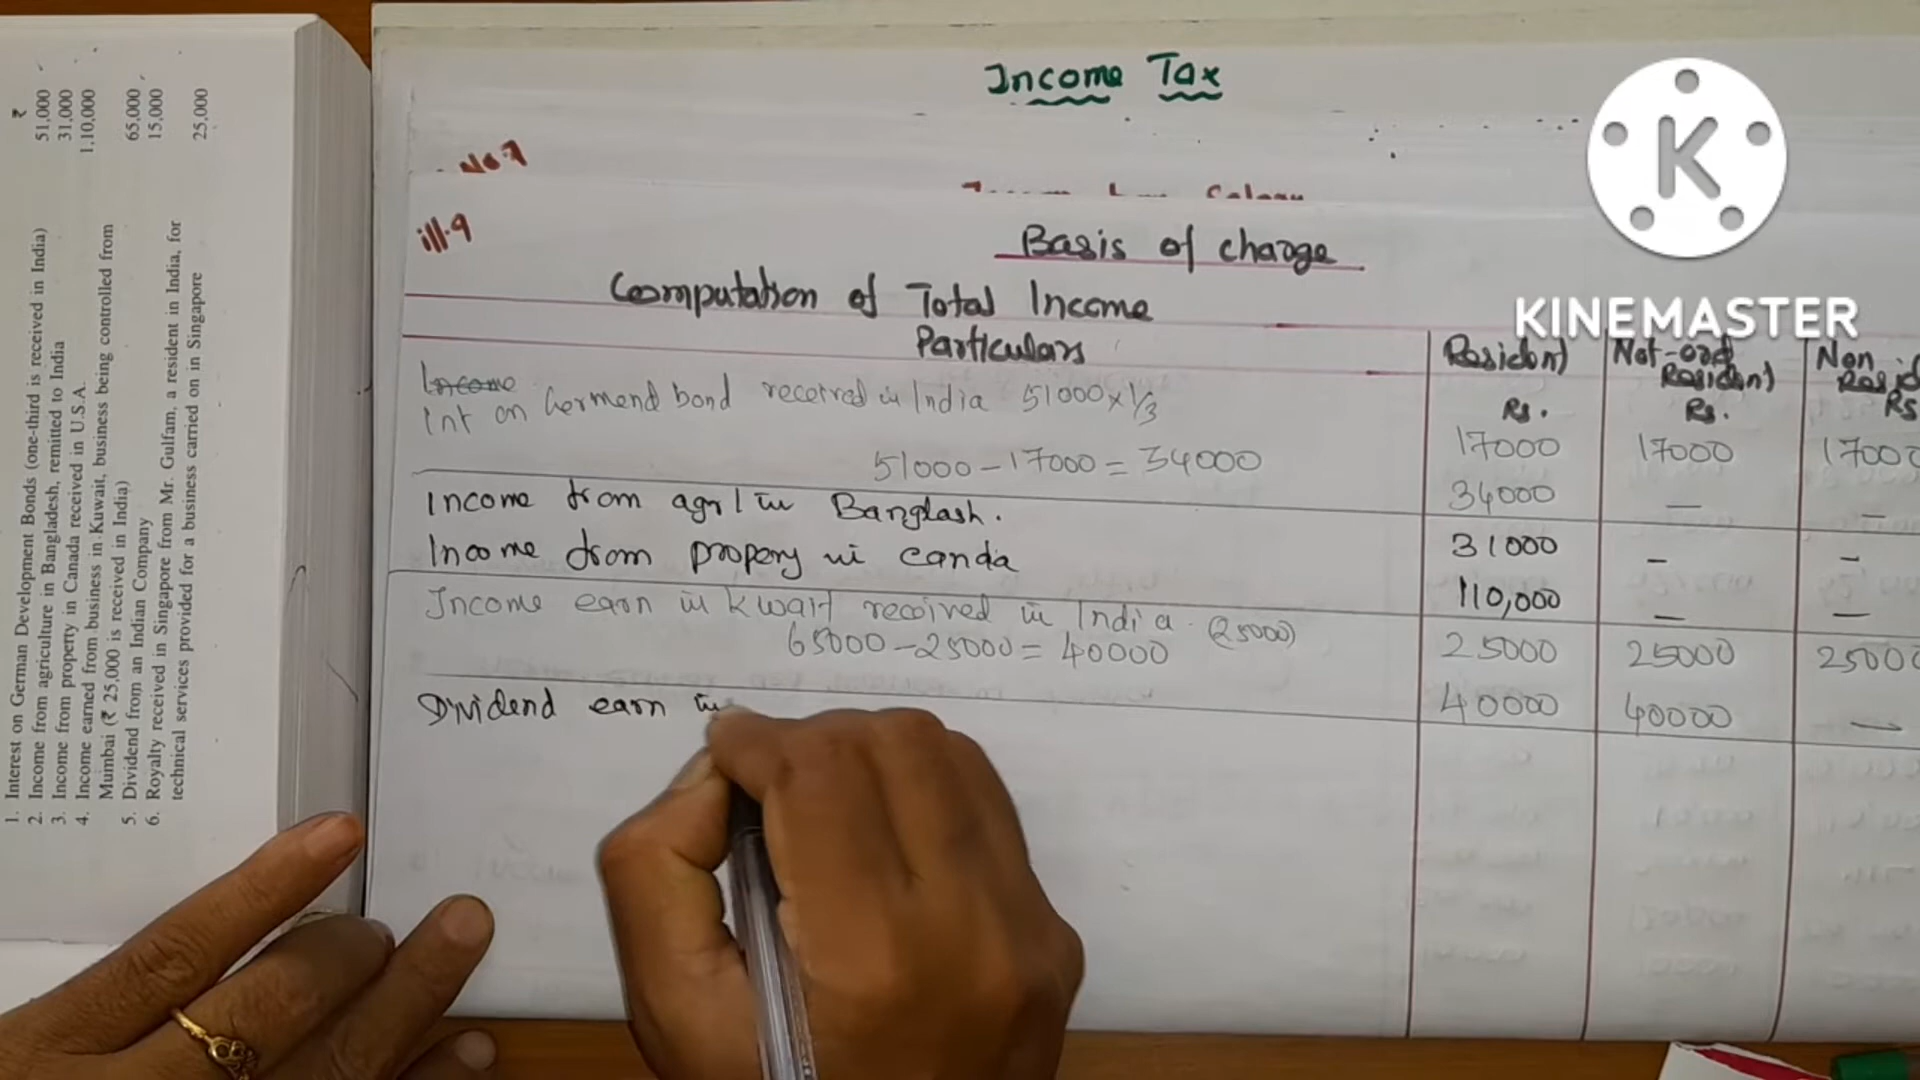 ₹
1. Interest on German Development Bonds (one-third is received in India) 51,000
2. Income from agriculture in Bangladesh, remitted to India 31,000
3. Income from property in Canada received in U.S.A. 1,10,000
4. Income earned from business in Kuwait, business being controlled from
Mumbai (₹ 25,000 is received in India) 65,000
5. Dividend from an Indian Company 15,000
6. Royalty received in Singapore from Mr. Gulfam, a resident in India, for
technical services provided for a business carried on in Singapore 25,000
Income Tax
No.7
ill.9
Basis of charge
Computation of Total Income
KINEMASTER
Particulars Resident Not-ord Non
Resident Resid
Rs. Rs. Rs
Income
Int on Germend bond received in India 51000 x 1/3 17000 17000 17000
51000 - 17000 = 34000 34000 — —
Income from agrl in Banglash. 31000 — —
Income from propery in canda 110,000 — —
Income earn in kwait received in India (25000) 25000 25000 2500
65000 - 25000 = 40000 40000 40000 —
Dividend earn in